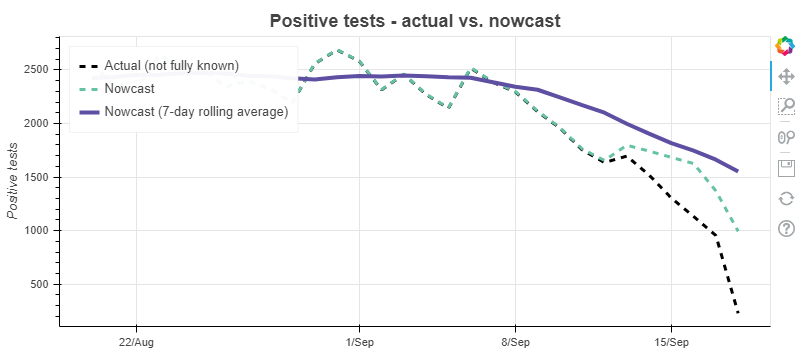 Positive tests - actual vs. nowcast
Actual (not fully known)
Nowcast
Nowcast (7-day rolling average)
Positive tests
2500
2000
1500
1000
500
22/Aug
1/Sep
8/Sep
15/Sep